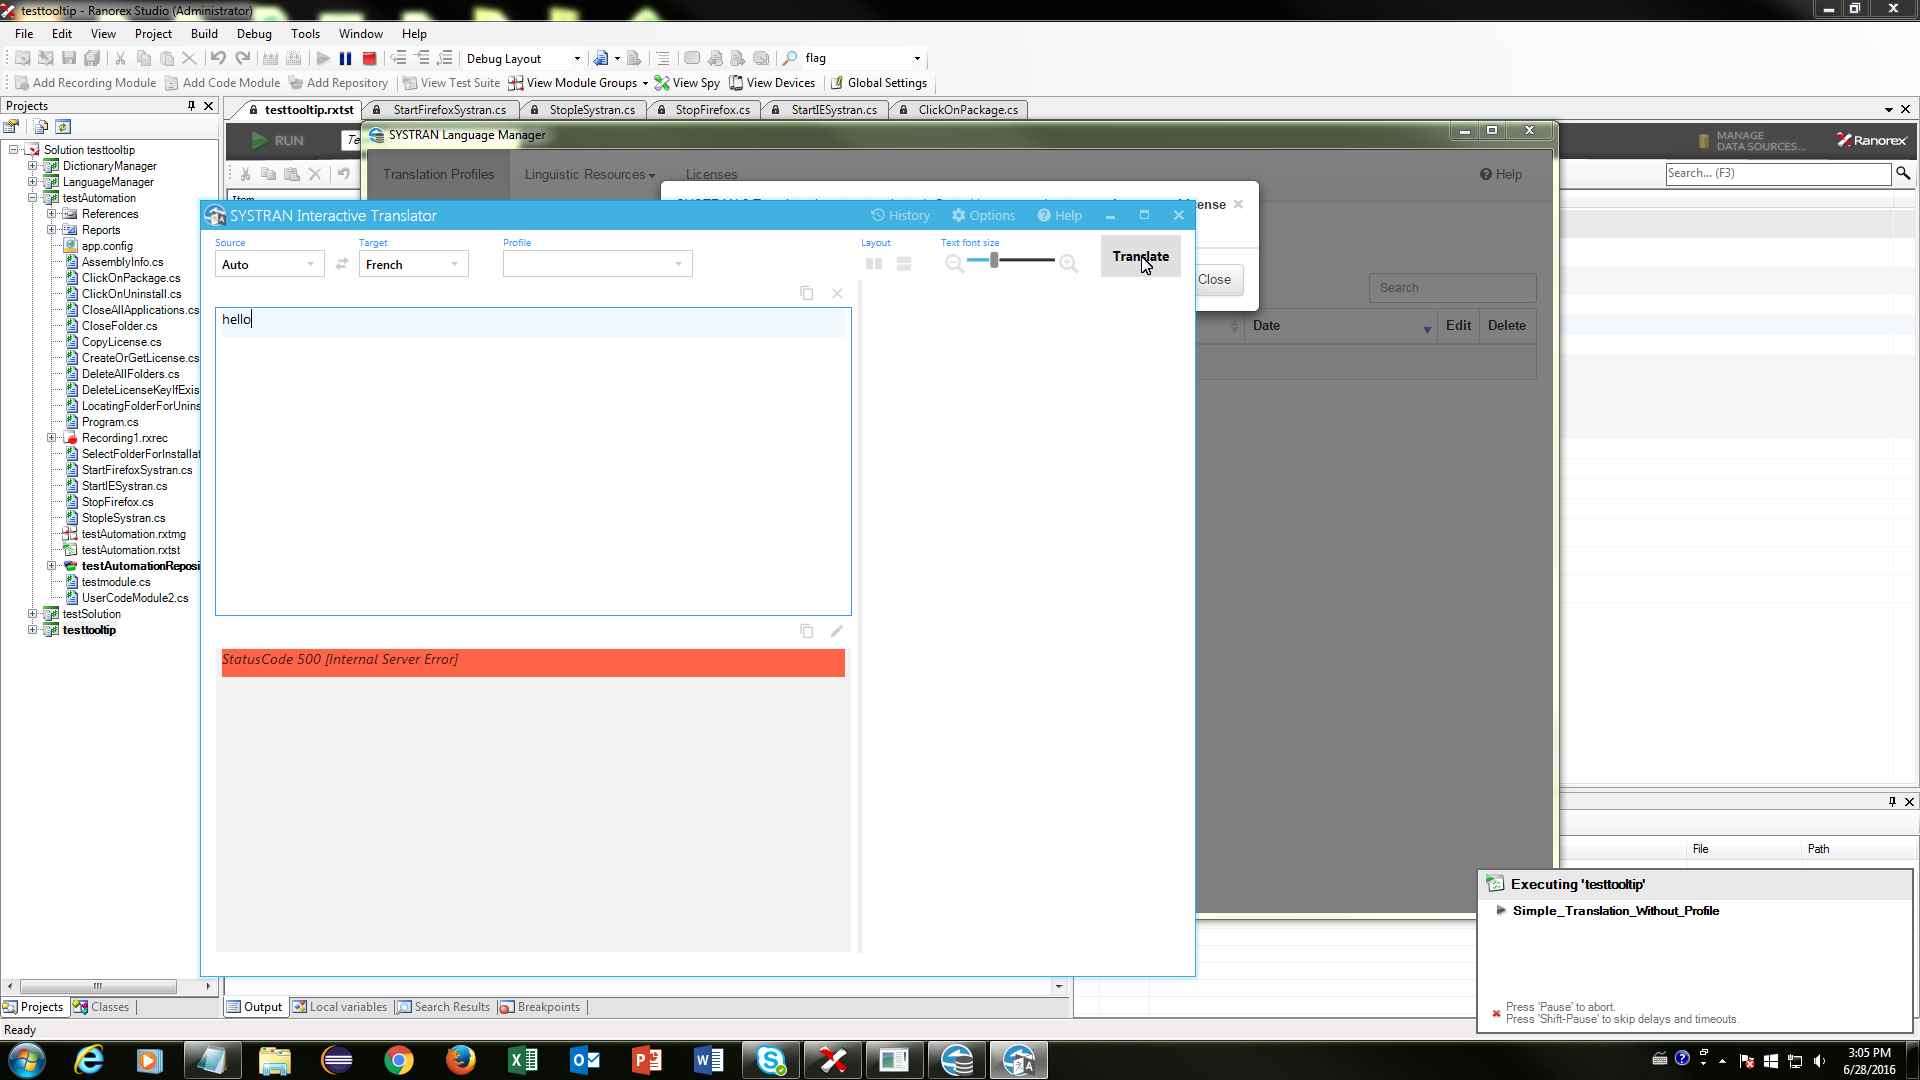 testtooltip - Ranorex Studio (Administrator)
File Edit View Project Build Debug Tools Window Help
Debug Layout flag
Add Recording Module Add Code Module Add Repository View Test Suite View Module Groups View Spy View Devices Global Settings
Projects
testtooltip.rxtst StartFirefoxSystran.cs StopIeSystran.cs StopFirefox.cs StartIESystran.cs ClickOnPackage.cs
RUN Te
SYSTRAN Language Manager
MANAGE
DATA SOURCES...
Ranorex
Search... (F3)
Translation Profiles Linguistic Resources Licenses Help
Solution testtooltip
DictionaryManager
LanguageManager
testAutomation
References
Reports
app.config
AssemblyInfo.cs
ClickOnPackage.cs
ClickOnUninstall.cs
CloseAllApplications.cs
CloseFolder.cs
CopyLicense.cs
CreateOrGetLicense.cs
DeleteAllFolders.cs
DeleteLicenseKeyIfExis
LocatingFolderForUnins
Program.cs
Recording1.rxrec
SelectFolderForInstallat
StartFirefoxSystran.cs
StartIESystran.cs
StopFirefox.cs
StopIeSystran.cs
testAutomation.rxtmg
testAutomation.rxtst
testAutomationReposi
testmodule.cs
UserCodeModule2.cs
testSolution
testtooltip
ense
Close
Search
Date Edit Delete
SYSTRAN Interactive Translator History Options Help
Source Target Profile Layout Text font size
Auto French Translate
hello
StatusCode 500 [Internal Server Error]
File Path
Executing 'testtooltip'
Simple_Translation_Without_Profile
Press 'Pause' to abort.
Press 'Shift-Pause' to skip delays and timeouts.
Projects Classes
Output Local variables Search Results Breakpoints
Ready
3:05 PM
6/28/2016